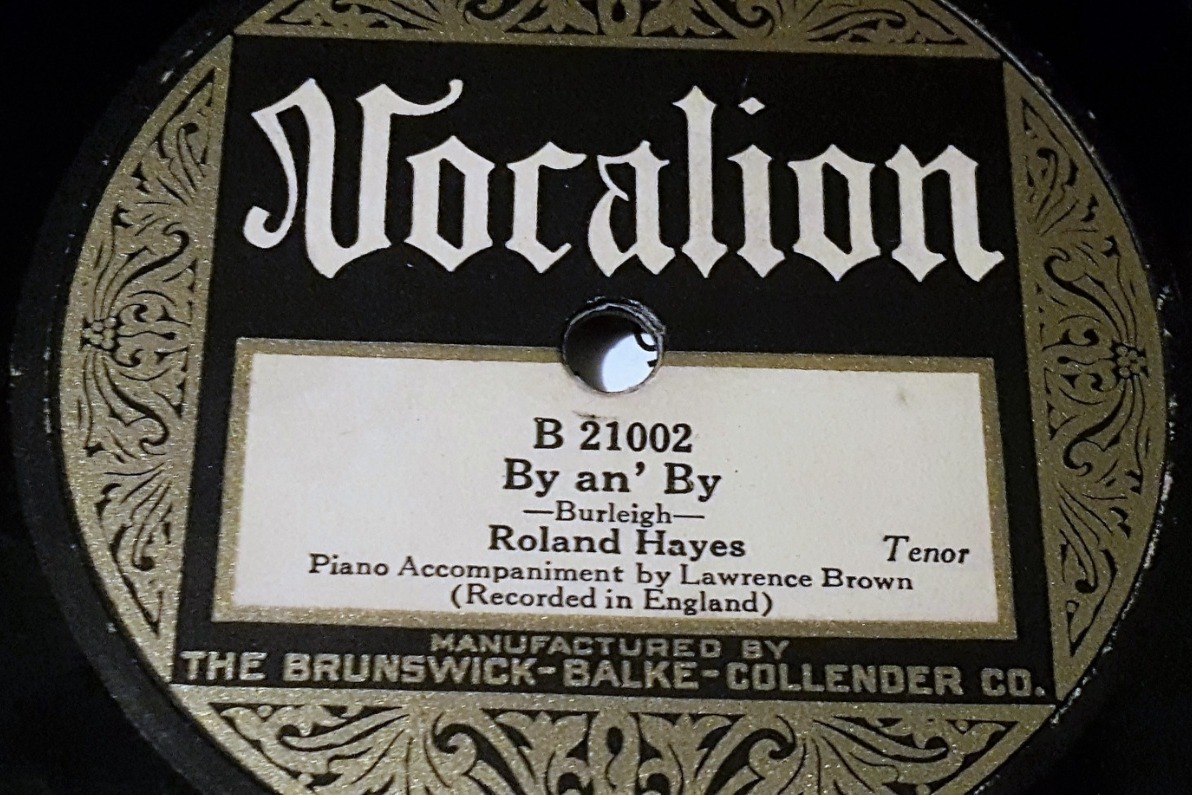 Vocalion
B 21002
By an' By
—Burleigh—
Roland Hayes Tenor
Piano Accompaniment by Lawrence Brown
(Recorded in England)
MANUFACTURED BY
THE BRUNSWICK-BALKE-COLLENDER CO.